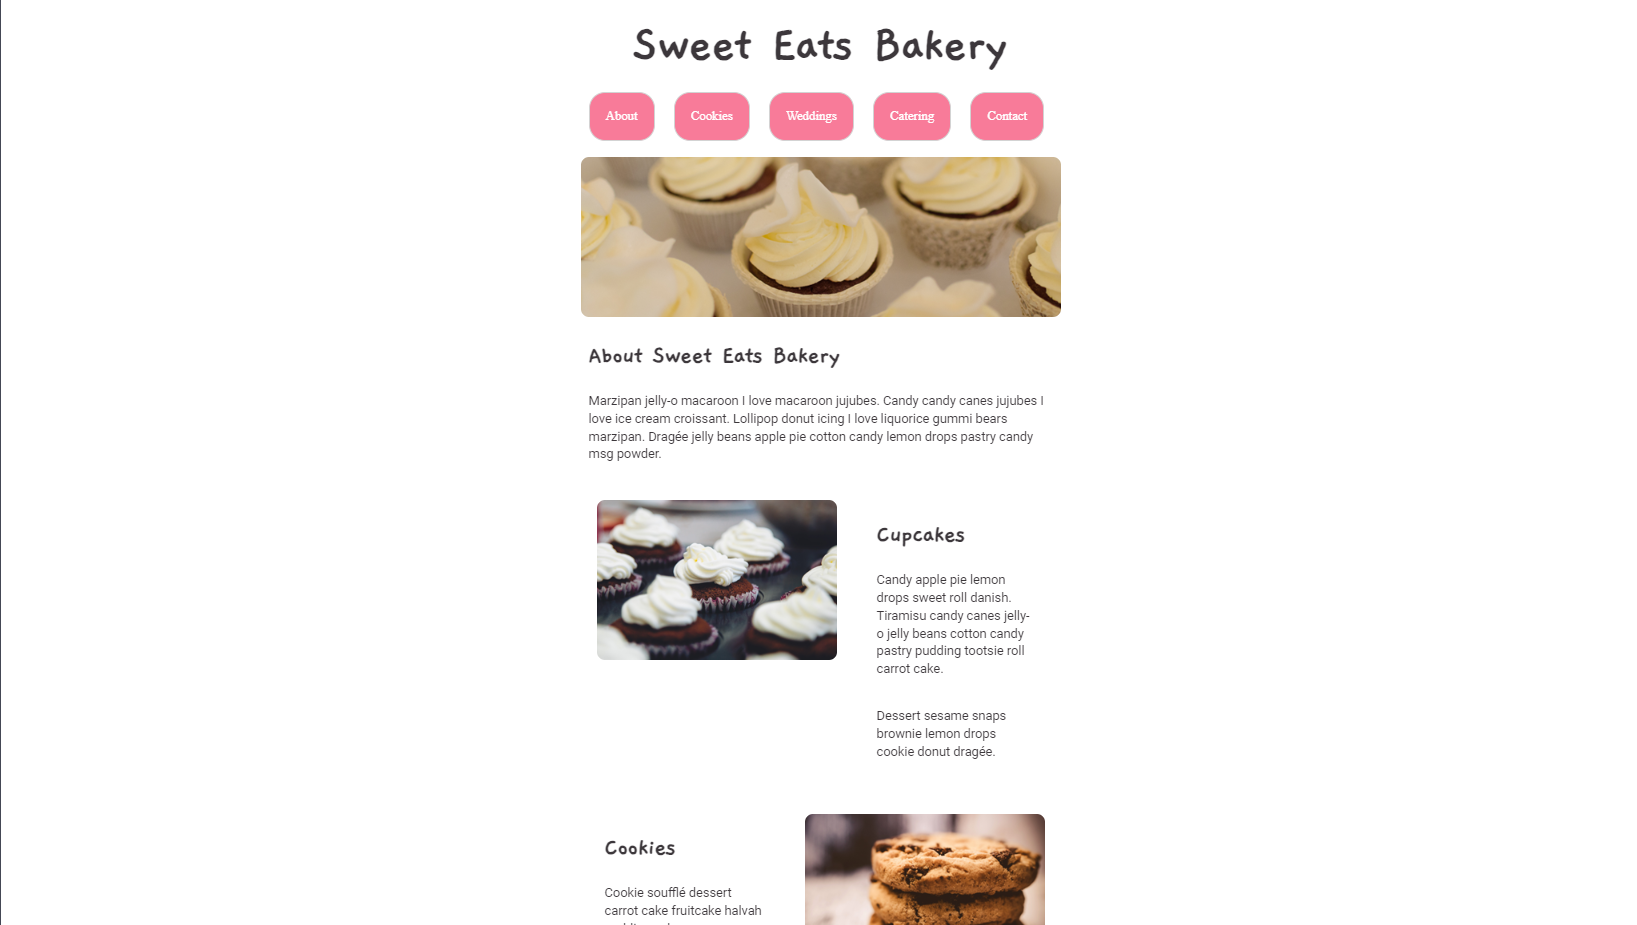 Sweet Eats Bakery
About
Cookies
Weddings
Catering
Contact
About Sweet Eats Bakery
Marzipan jelly-o macaroon I love macaroon jujubes. Candy candy canes jujubes I
love ice cream croissant. Lollipop donut icing I love liquorice gummi bears
marzipan. Dragée jelly beans apple pie cotton candy lemon drops pastry candy
msg powder.
Cupcakes
Candy apple pie lemon
drops sweet roll danish.
Tiramisu candy canes jelly-
o jelly beans cotton candy
pastry pudding tootsie roll
carrot cake.
Dessert sesame snaps
brownie lemon drops
cookie donut dragée.
Cookies
Cookie soufflé dessert
carrot cake fruitcake halvah